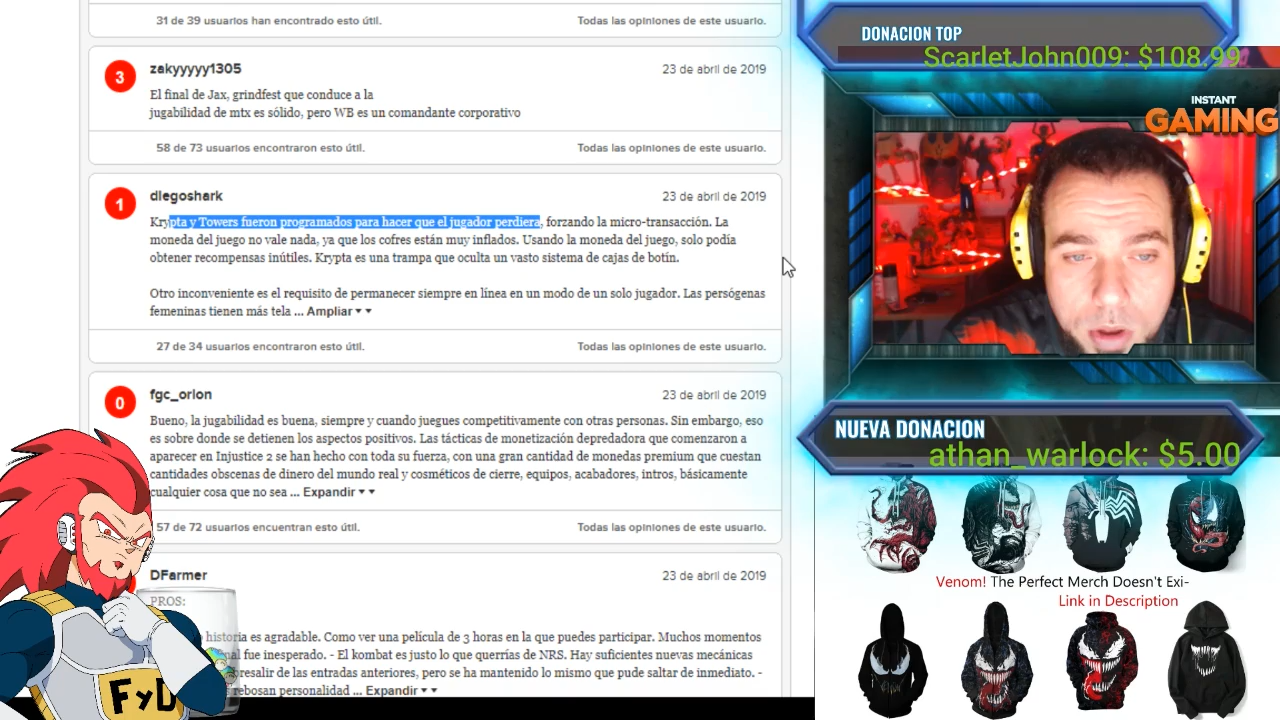 31 de 39 usuarios han encontrado esto útil.
Todas las opiniones de este usuario.
3
zakyyyyy1305
23 de abril de 2019
El final de Jax, grindfest que conduce a la
jugabilidad de mtx es sólido, pero WB es un comandante corporativo
58 de 73 usuarios encontraron esto útil.
Todas las opiniones de este usuario.
1
dlegoshark
23 de abril de 2019
Krypta y Towers fueron programados para hacer que el jugador perdiera, forzando la micro-transacción. La
moneda del juego no vale nada, ya que los cofres están muy inflados. Usando la moneda del juego, solo podía
obtener recompensas inútiles. Krypta es una trampa que oculta un vasto sistema de cajas de botín.
Otro inconveniente es el requisito de permanecer siempre en línea en un modo de un solo jugador. Las persógenas
femeninas tienen más tela ... Ampliar
27 de 34 usuarios encontraron esto útil.
Todas las opiniones de este usuario.
0
fgc_orlon
23 de abril de 2019
Bueno, la jugabilidad es buena, siempre y cuando juegues competitivamente con otras personas. Sin embargo, eso
es sobre donde se detienen los aspectos positivos. Las tácticas de monetización depredadora que comenzaron a
aparecer en Injustice 2 se han hecho con toda su fuerza, con una gran cantidad de monedas premium que cuestan
cantidades obscenas de dinero del mundo real y cosméticos de cierre, equipos, acabadores, intros, básicamente
cualquier cosa que no sea ... Expandir
57 de 72 usuarios encuentran esto útil.
Todas las opiniones de este usuario.
DFarmer
23 de abril de 2019
PROS:
historia es agradable. Como ver una película de 3 horas en la que puedes participar. Muchos momentos
fue inesperado. - El kombat es justo lo que querrías de NRS. Hay suficientes nuevas mecánicas
resalir de las entradas anteriores, pero se ha mantenido lo mismo que pude saltar de inmediato. -
rebosan personalidad ... Expandir
FyD
DONACION TOP
ScarletJohn009: $108.99
INSTANT
GAMING
NUEVA DONACION
athan_warlock: $5.00
Venom! The Perfect Merch Doesn't Exi-
Link in Description